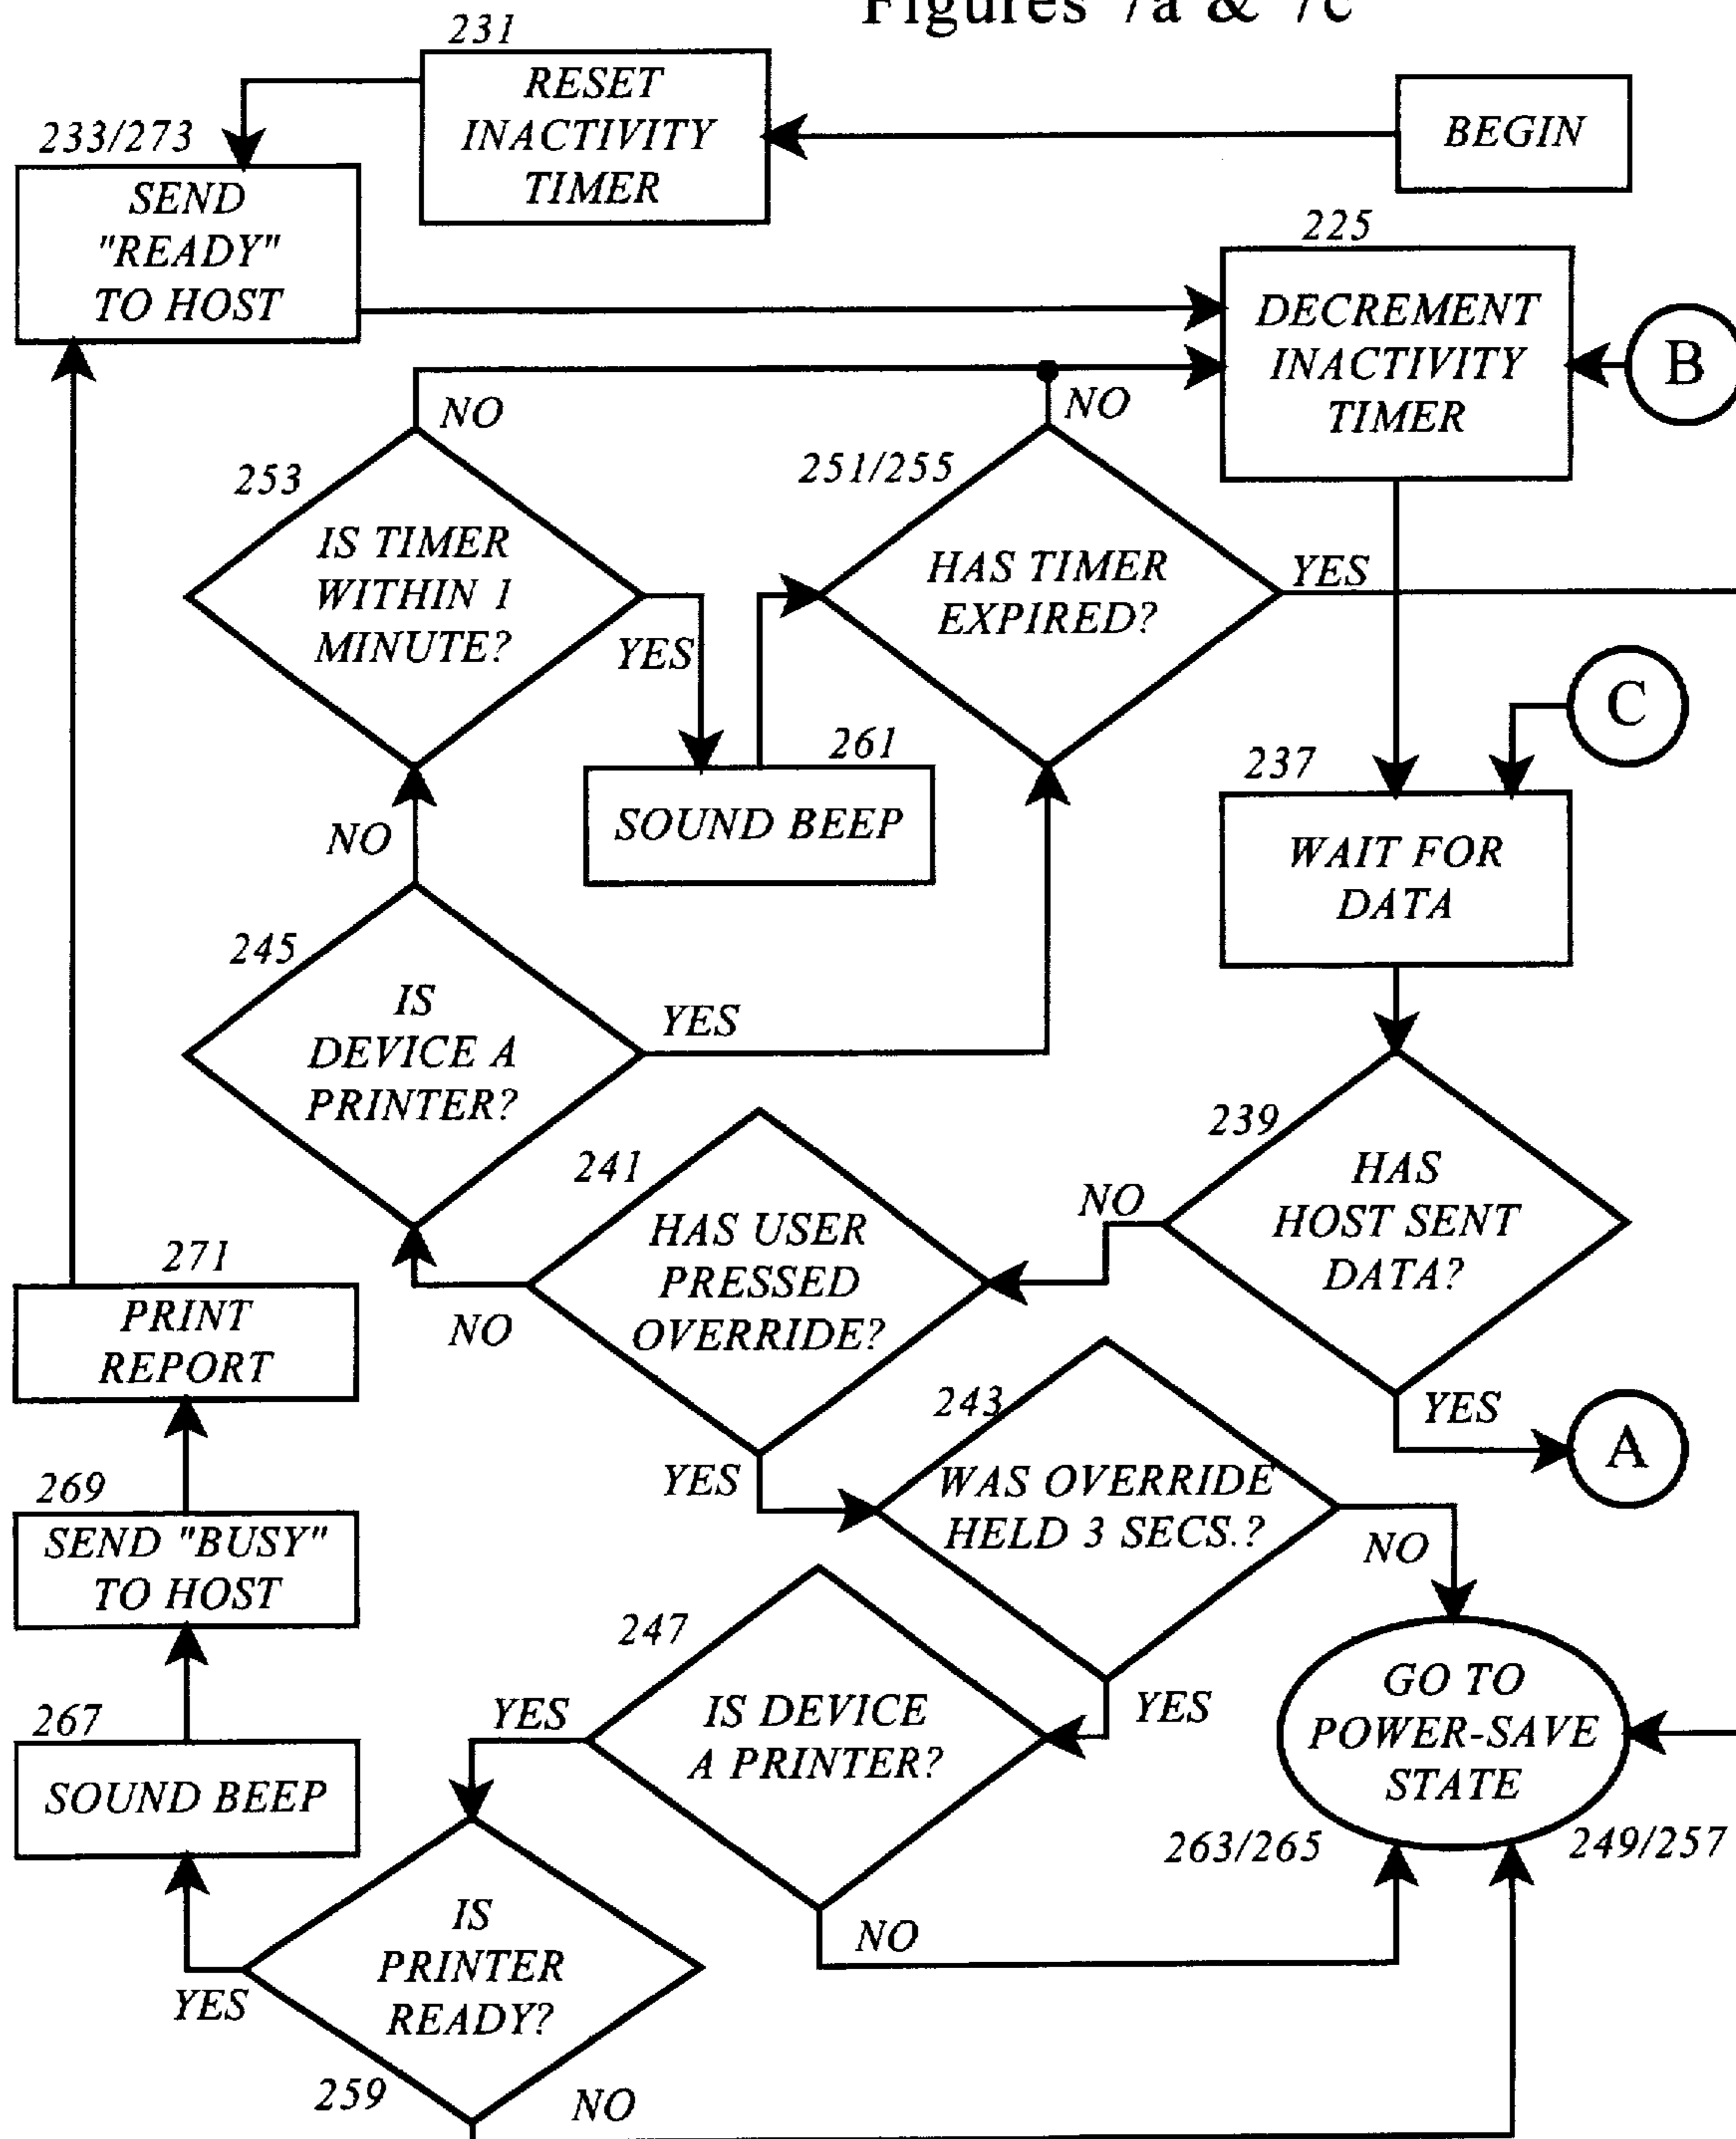 Figures 7a & 7c
231
RESET
INACTIVITY
TIMER
BEGIN
233/273
SEND
"READY"
TO HOST
225
DECREMENT
INACTIVITY
TIMER
B
NO
NO
253
IS TIMER
WITHIN 1
MINUTE?
YES
251/255
HAS TIMER
EXPIRED?
YES
C
261
SOUND BEEP
237
WAIT FOR
DATA
NO
245
IS
DEVICE A
PRINTER?
YES
239
HAS
HOST SENT
DATA?
NO
YES
A
241
HAS USER
PRESSED
OVERRIDE?
NO
YES
271
PRINT
REPORT
243
WAS OVERRIDE
HELD 3 SECS.?
NO
YES
269
SEND "BUSY"
TO HOST
247
IS DEVICE
A PRINTER?
YES
NO
GO TO
POWER-SAVE
STATE
263/265
249/257
267
SOUND BEEP
IS
PRINTER
READY?
YES
259
NO